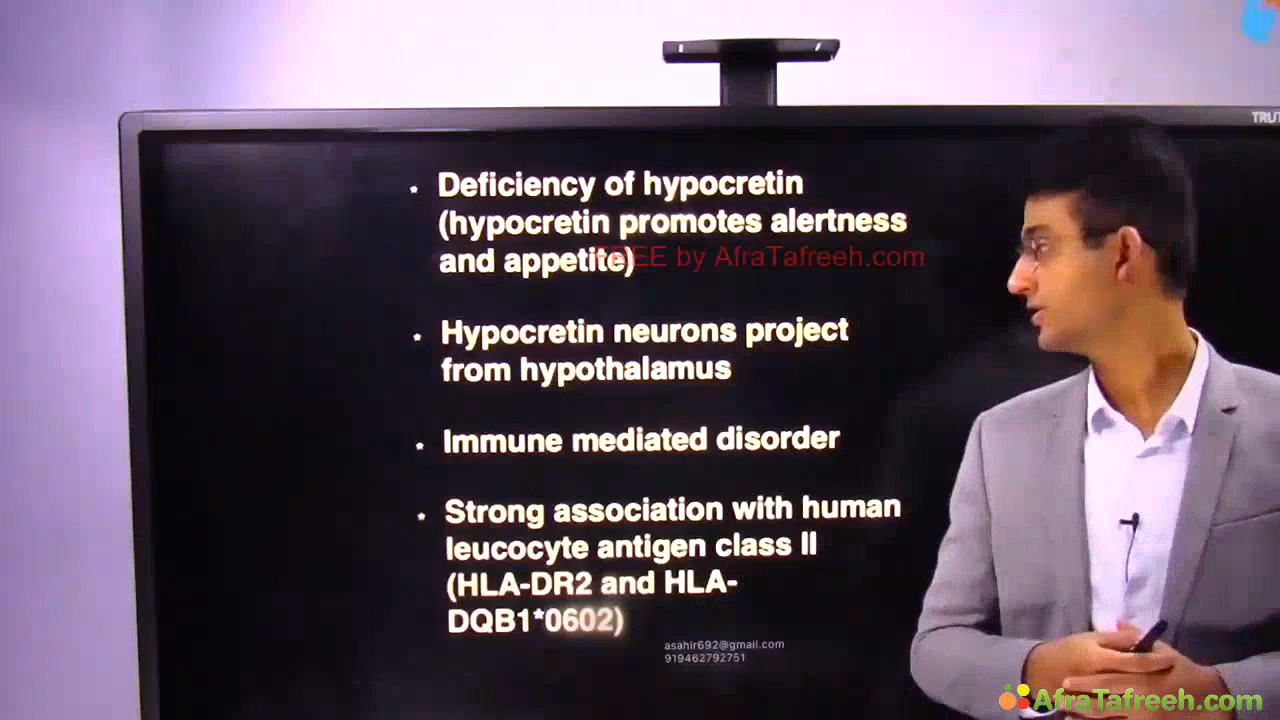 TRUT
* Deficiency of hypocretin
(hypocretin promotes alertness
and appetite)
FREE by AfraTafreeh.com
* Hypocretin neurons project
from hypothalamus
* Immune mediated disorder
* Strong association with human
leucocyte antigen class II
(HLA-DR2 and HLA-
DQB1*0602)
asahir692@gmail.com
919462792751
AfraTafreeh.com